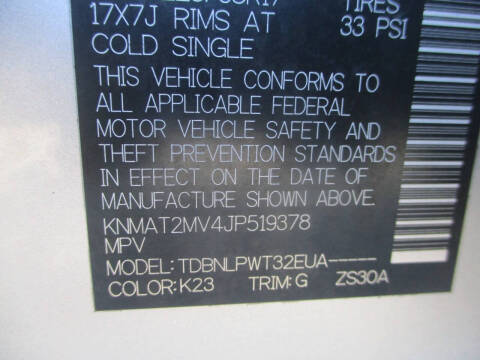 TIRES
17X7J RIMS AT 33 PSI
COLD SINGLE
THIS VEHICLE CONFORMS TO
ALL APPLICABLE FEDERAL
MOTOR VEHICLE SAFETY AND
THEFT PREVENTION STANDARDS
IN EFFECT ON THE DATE OF
MANUFACTURE SHOWN ABOVE.
KNMAT2MV4JP519378
MPV
MODEL: TDBNLPWT32EUA-----
COLOR:K23 TRIM:G ZS30A